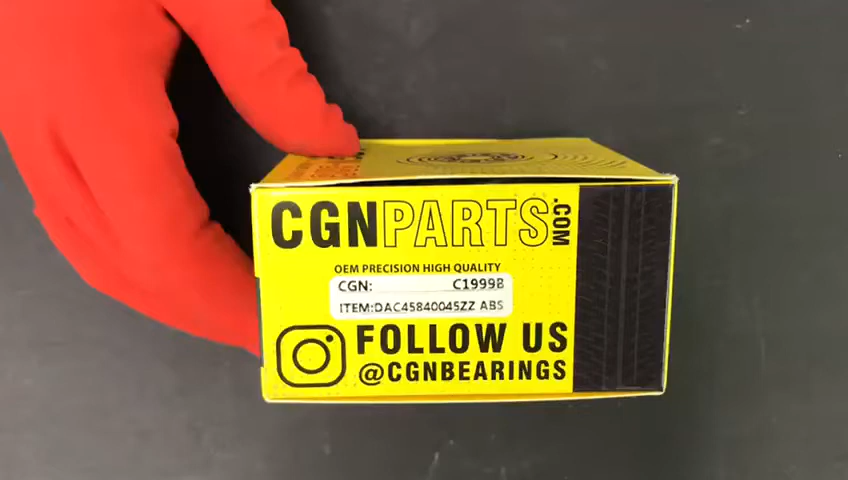 CGNPARTS.COM
OEM PRECISION HIGH QUALITY
CGN: C1999B
ITEM:DAC45840045ZZ ABS
FOLLOW US
@CGNBEARINGS